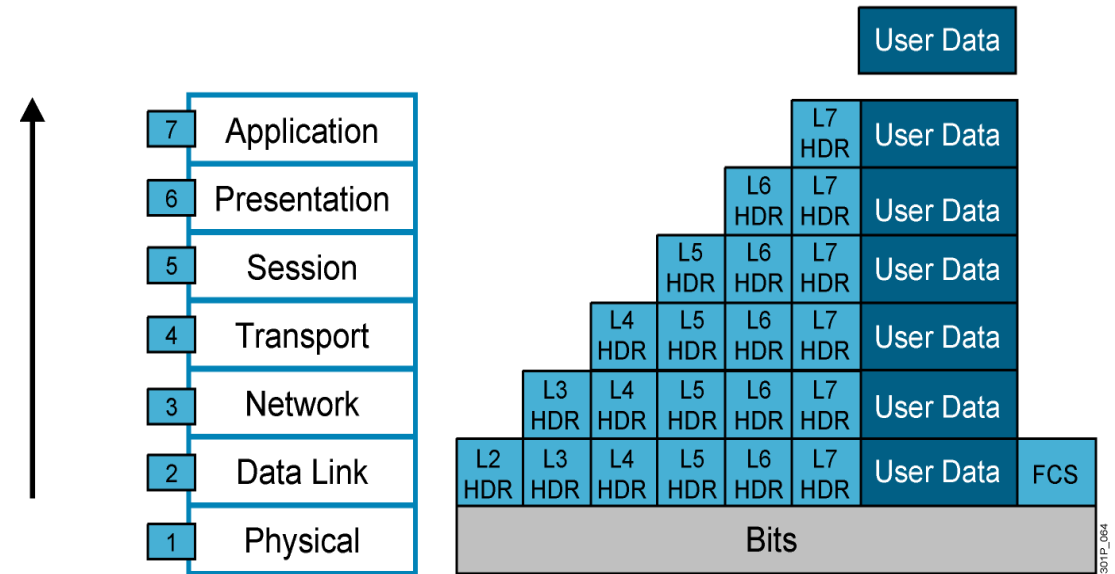 User Data
7
Application
L7
HDR
User Data
6
Presentation
L6
HDR
L7
HDR
User Data
5
Session
L5
HDR
L6
HDR
L7
HDR
User Data
4
Transport
L4
HDR
L5
HDR
L6
HDR
L7
HDR
User Data
3
Network
L3
HDR
L4
HDR
L5
HDR
L6
HDR
L7
HDR
User Data
2
Data Link
L2
HDR
L3
HDR
L4
HDR
L5
HDR
L6
HDR
L7
HDR
User Data
FCS
1
Physical
Bits
301P_064